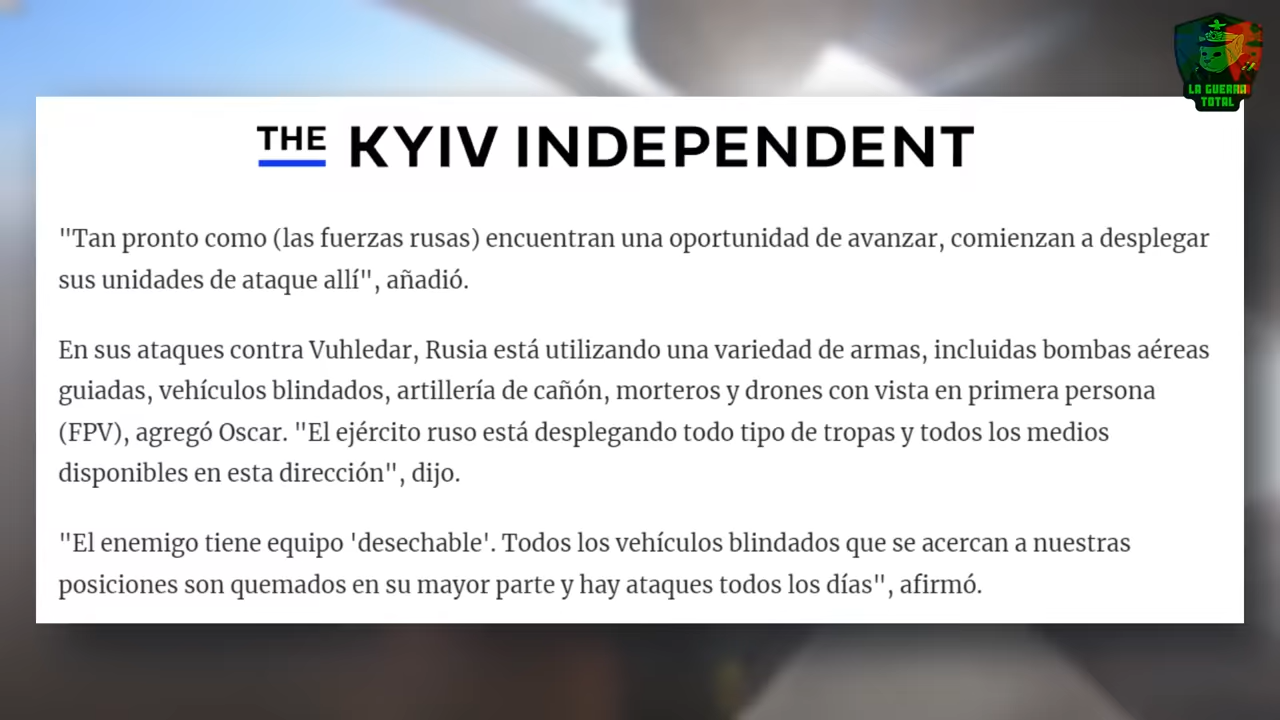 LA GUERRA
TOTAL
THE KYIV INDEPENDENT
"Tan pronto como (las fuerzas rusas) encuentran una oportunidad de avanzar, comienzan a desplegar
sus unidades de ataque allí", añadió.
En sus ataques contra Vuhledar, Rusia está utilizando una variedad de armas, incluidas bombas aéreas
guiadas, vehículos blindados, artillería de cañón, morteros y drones con vista en primera persona
(FPV), agregó Oscar. "El ejército ruso está desplegando todo tipo de tropas y todos los medios
disponibles en esta dirección", dijo.
"El enemigo tiene equipo 'desechable'. Todos los vehículos blindados que se acercan a nuestras
posiciones son quemados en su mayor parte y hay ataques todos los días", afirmó.